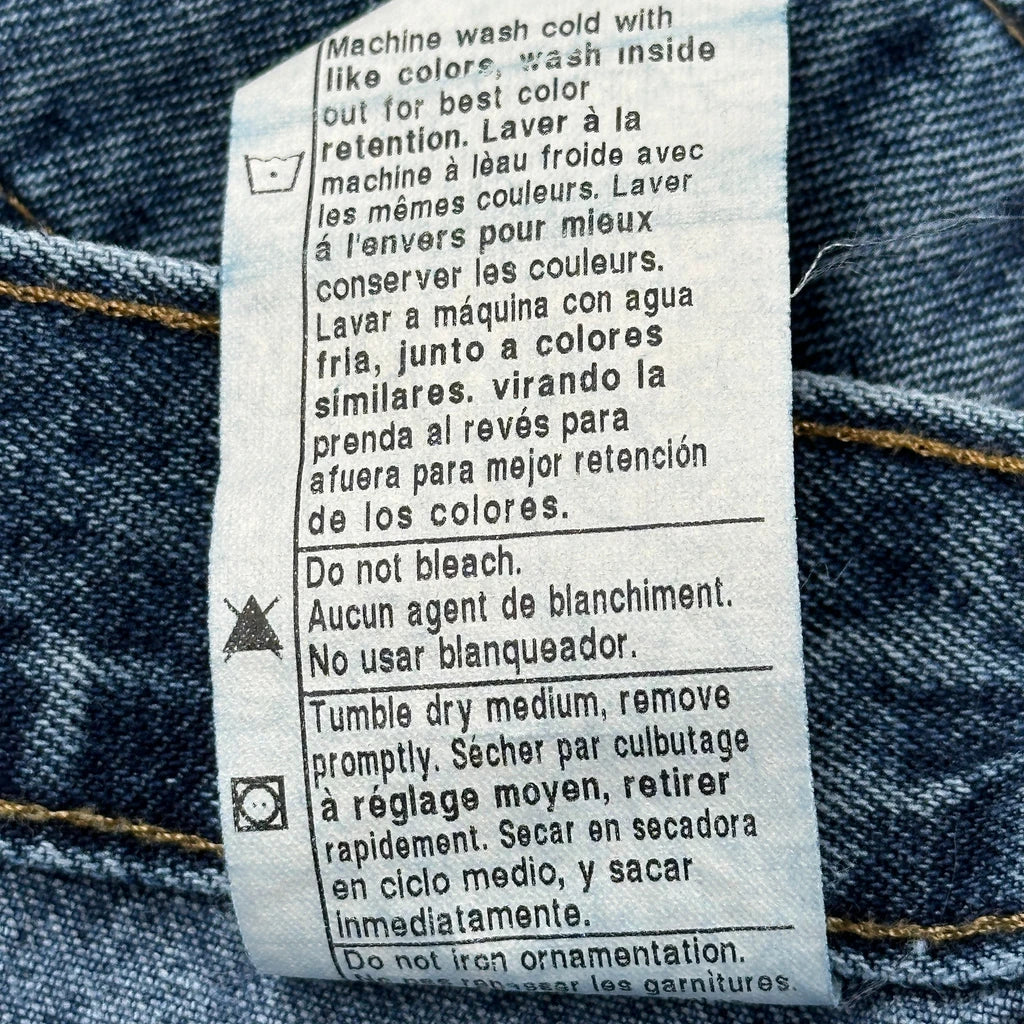 Machine wash cold with
like colors, wash inside
out for best color
retention. Laver à la
machine à lèau froide avec
les mêmes couleurs. Laver
á l'envers pour mieux
conserver les couleurs.
Lavar a máquina con agua
fria, junto a colores
similares. virando la
prenda al revés para
afuera para mejor retención
de los colores.
Do not bleach.
Aucun agent de blanchiment.
No usar blanqueador.
Tumble dry medium, remove
promptly. Sécher par culbutage
à réglage moyen, retirer
rapidement. Secar en secadora
en ciclo medio, y sacar
inmediatamente.
Do not iron ornamentation.
repasser les garnitures.